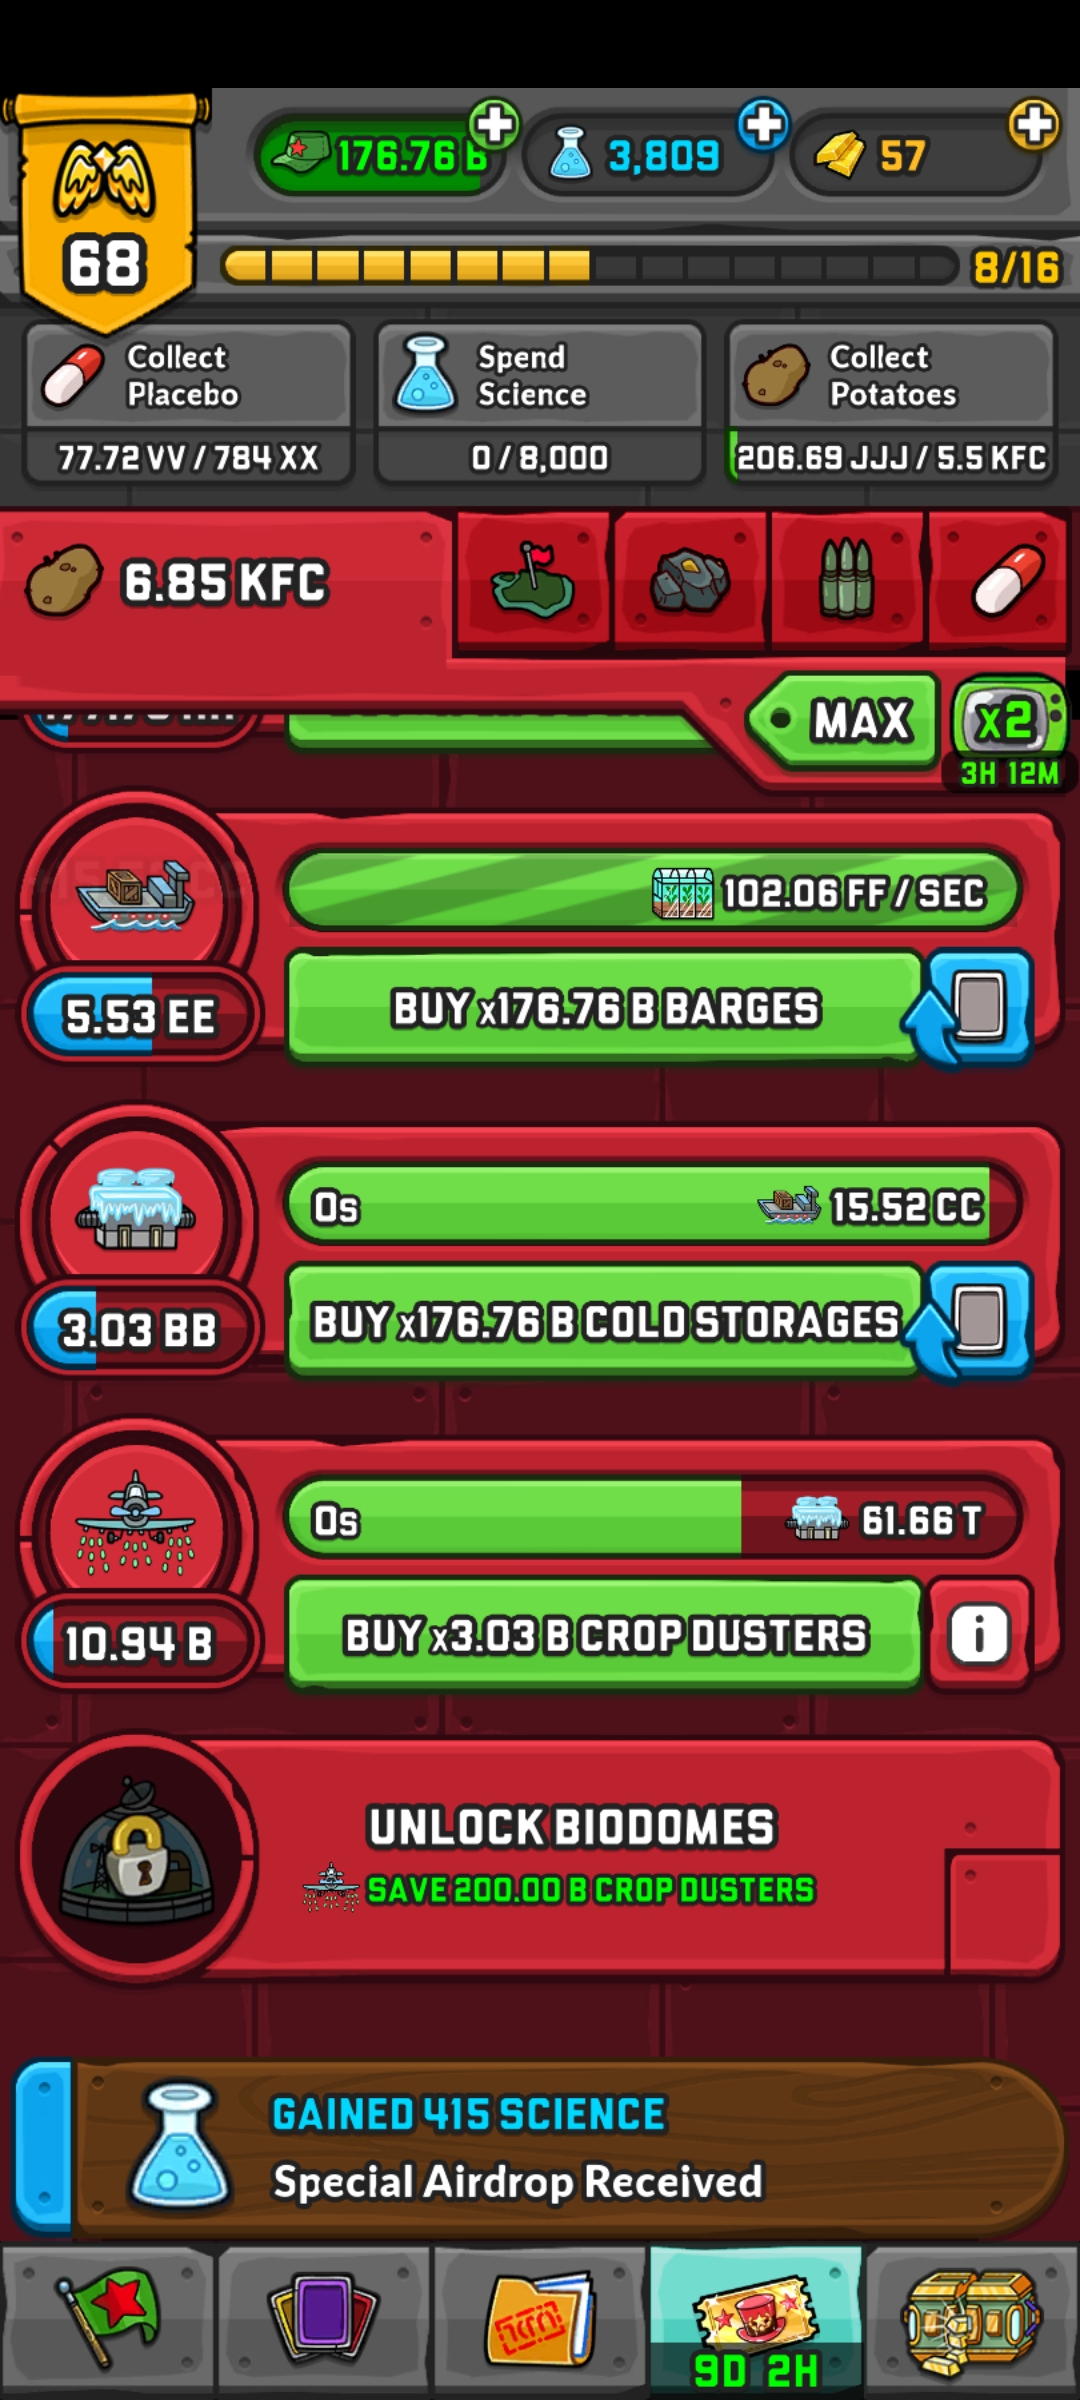 176.76 B
3,809
57
68
8/16
Collect
Placebo
77.72 VV / 784 XX
Spend
Science
0 / 8,000
Collect
Potatoes
206.69 JJJ / 5.5 KFC
6.85 KFC
MAX
x2
3H 12M
102.06 FF / SEC
5.53 EE
BUY x176.76 B BARGES
0s
15.52 CC
3.03 BB
BUY x176.76 B COLD STORAGES
0s
61.66 T
10.94 B
BUY x3.03 B CROP DUSTERS
i
UNLOCK BIODOMES
SAVE 200.00 B CROP DUSTERS
GAINED 415 SCIENCE
Special Airdrop Received
9D 2H